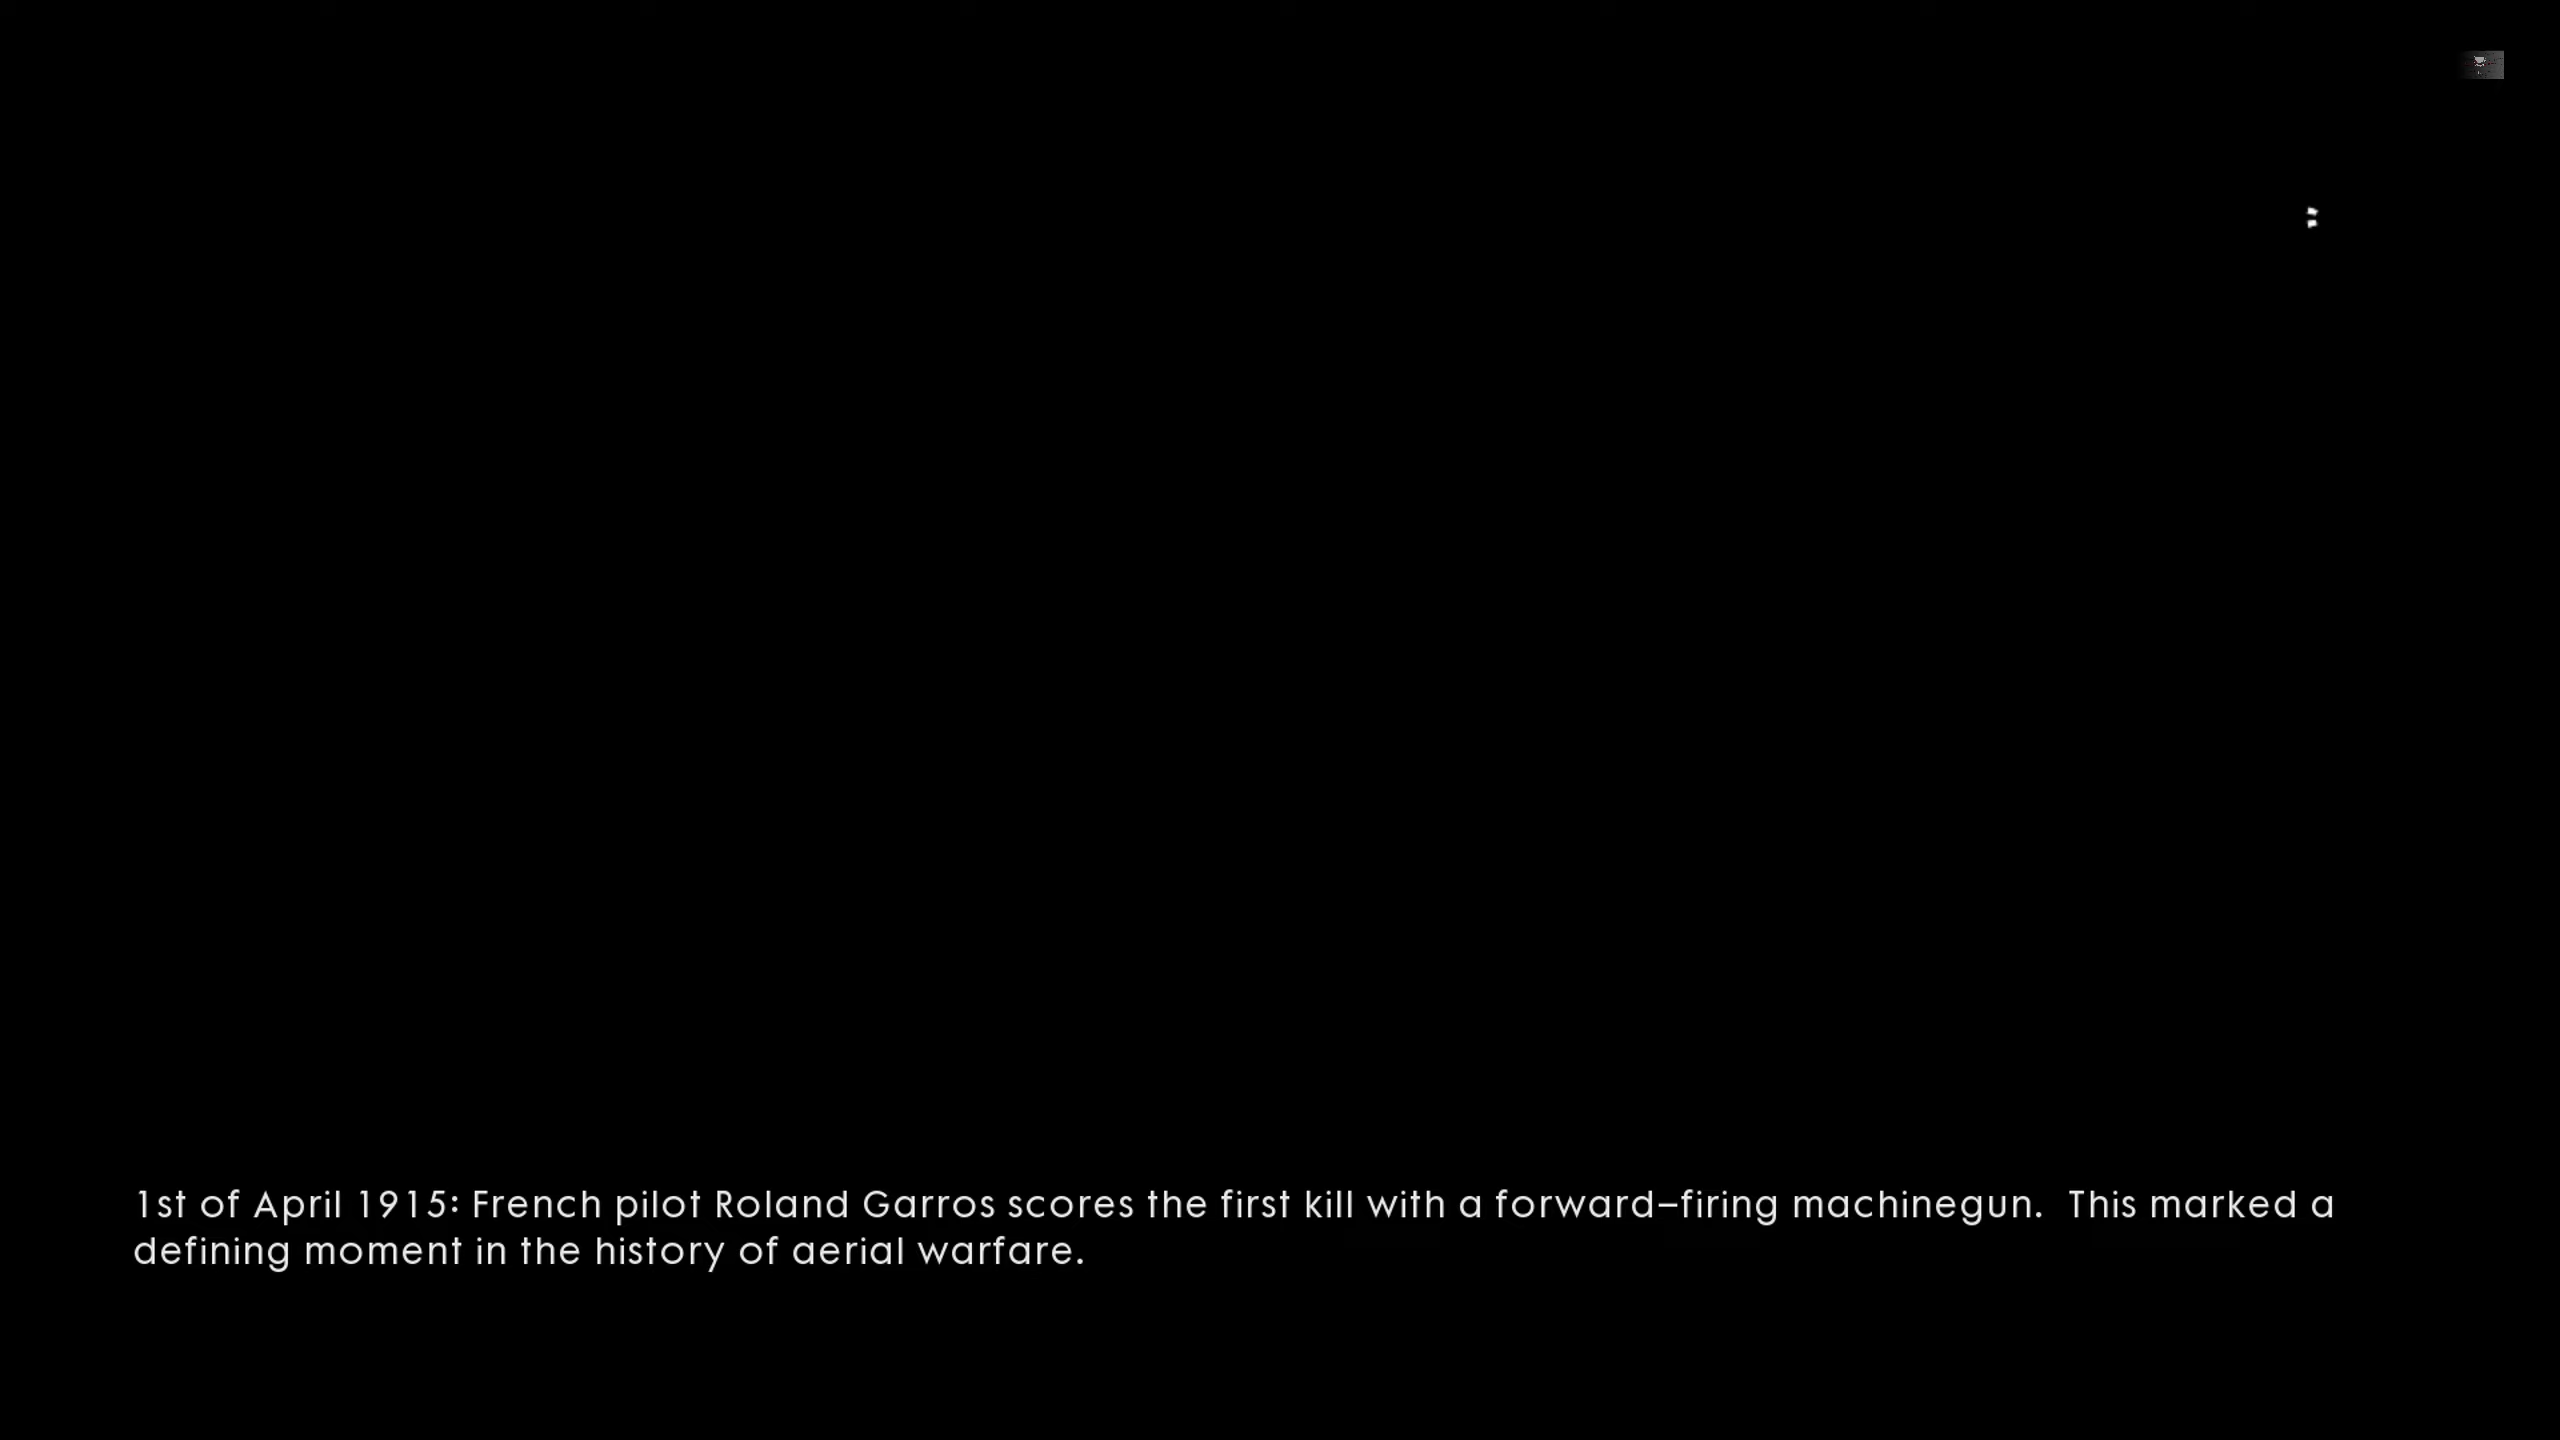 1st of April 1915: French pilot Roland Garros scores the first kill with a forward–firing machinegun.  This marked a
defining moment in the history of aerial warfare.